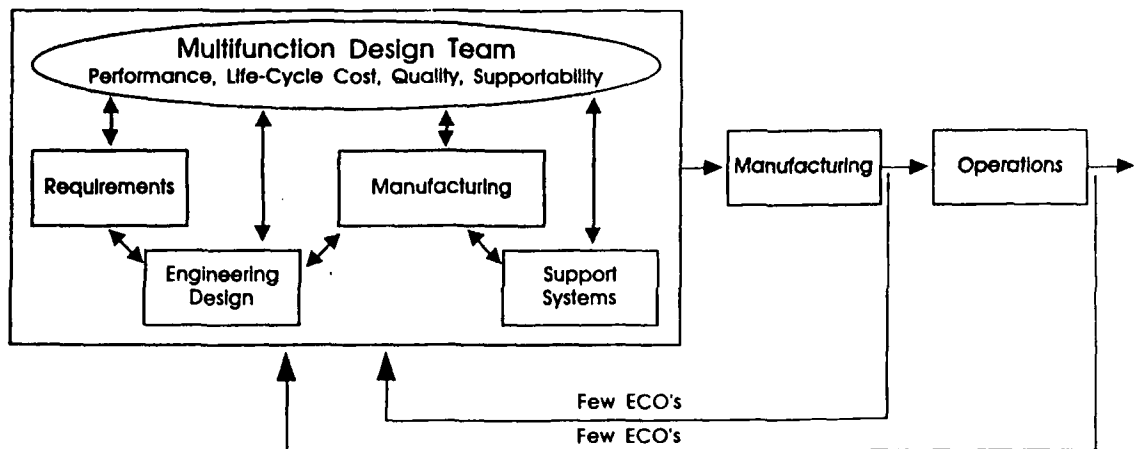 Multifunction Design Team
Performance, Life-Cycle Cost, Quality, Supportability
Requirements
Manufacturing
Engineering
Design
Support
Systems
Manufacturing
Operations
Few ECO's
Few ECO's